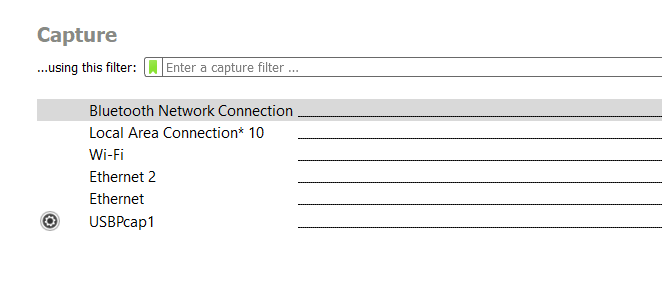 Capture
...using this filter: Enter a capture filter ...
Bluetooth Network Connection
Local Area Connection* 10
Wi-Fi
Ethernet 2
Ethernet
USBPcap1